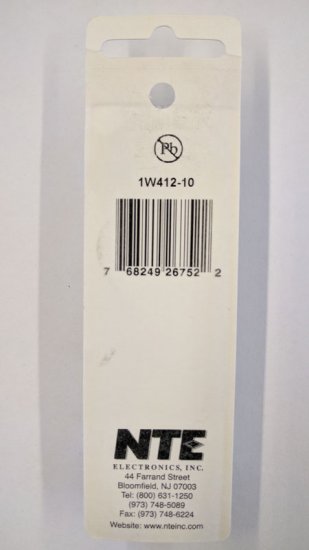 Pb
1W412-10
7 68249 26752 2
NTE
ELECTRONICS, INC.
44 Farrand Street
Bloomfield, NJ 07003
Tel: (800) 631-1250
(973) 748-5089
Fax: (973) 748-6224
Website: www.nteinc.com